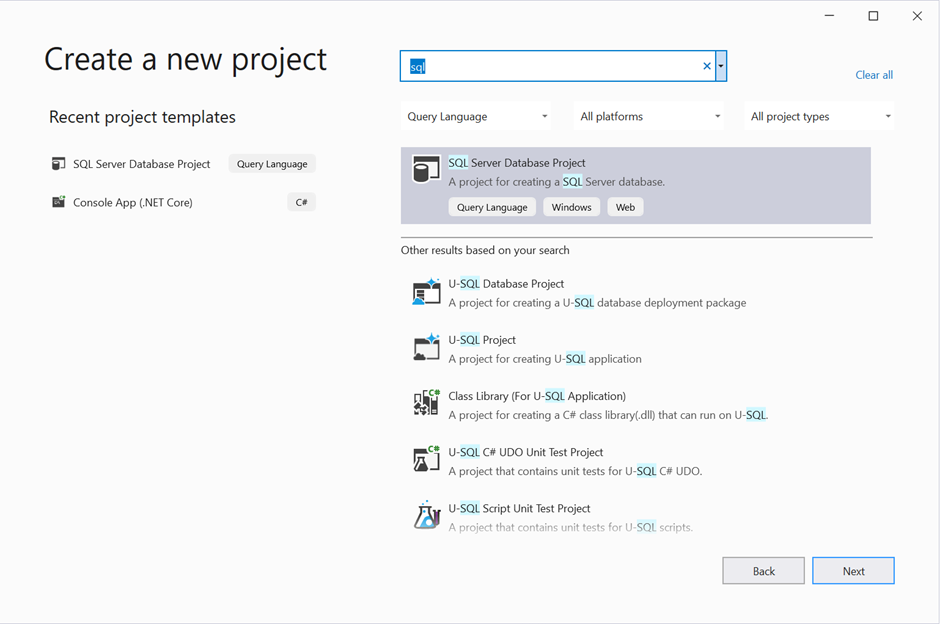 Create a new project
Recent project templates
SQL Server Database Project
Query Language
Console App (.NET Core)
C#
sql
Clear all
Query Language
All platforms
All project types
SQL Server Database Project
A project for creating a SQL Server database.
Query Language
Windows
Web
Other results based on your search
U-SQL Database Project
A project for creating a U-SQL database deployment package
U-SQL Project
A project for creating U-SQL application
C#
Class Library (For U-SQL Application)
A project for creating a C# class library(.dll) that can run on U-SQL.
C#
U-SQL C# UDO Unit Test Project
A project that contains unit tests for U-SQL C# UDO.
U-SQL Script Unit Test Project
A project that contains unit tests for U-SQL scripts.
Back
Next